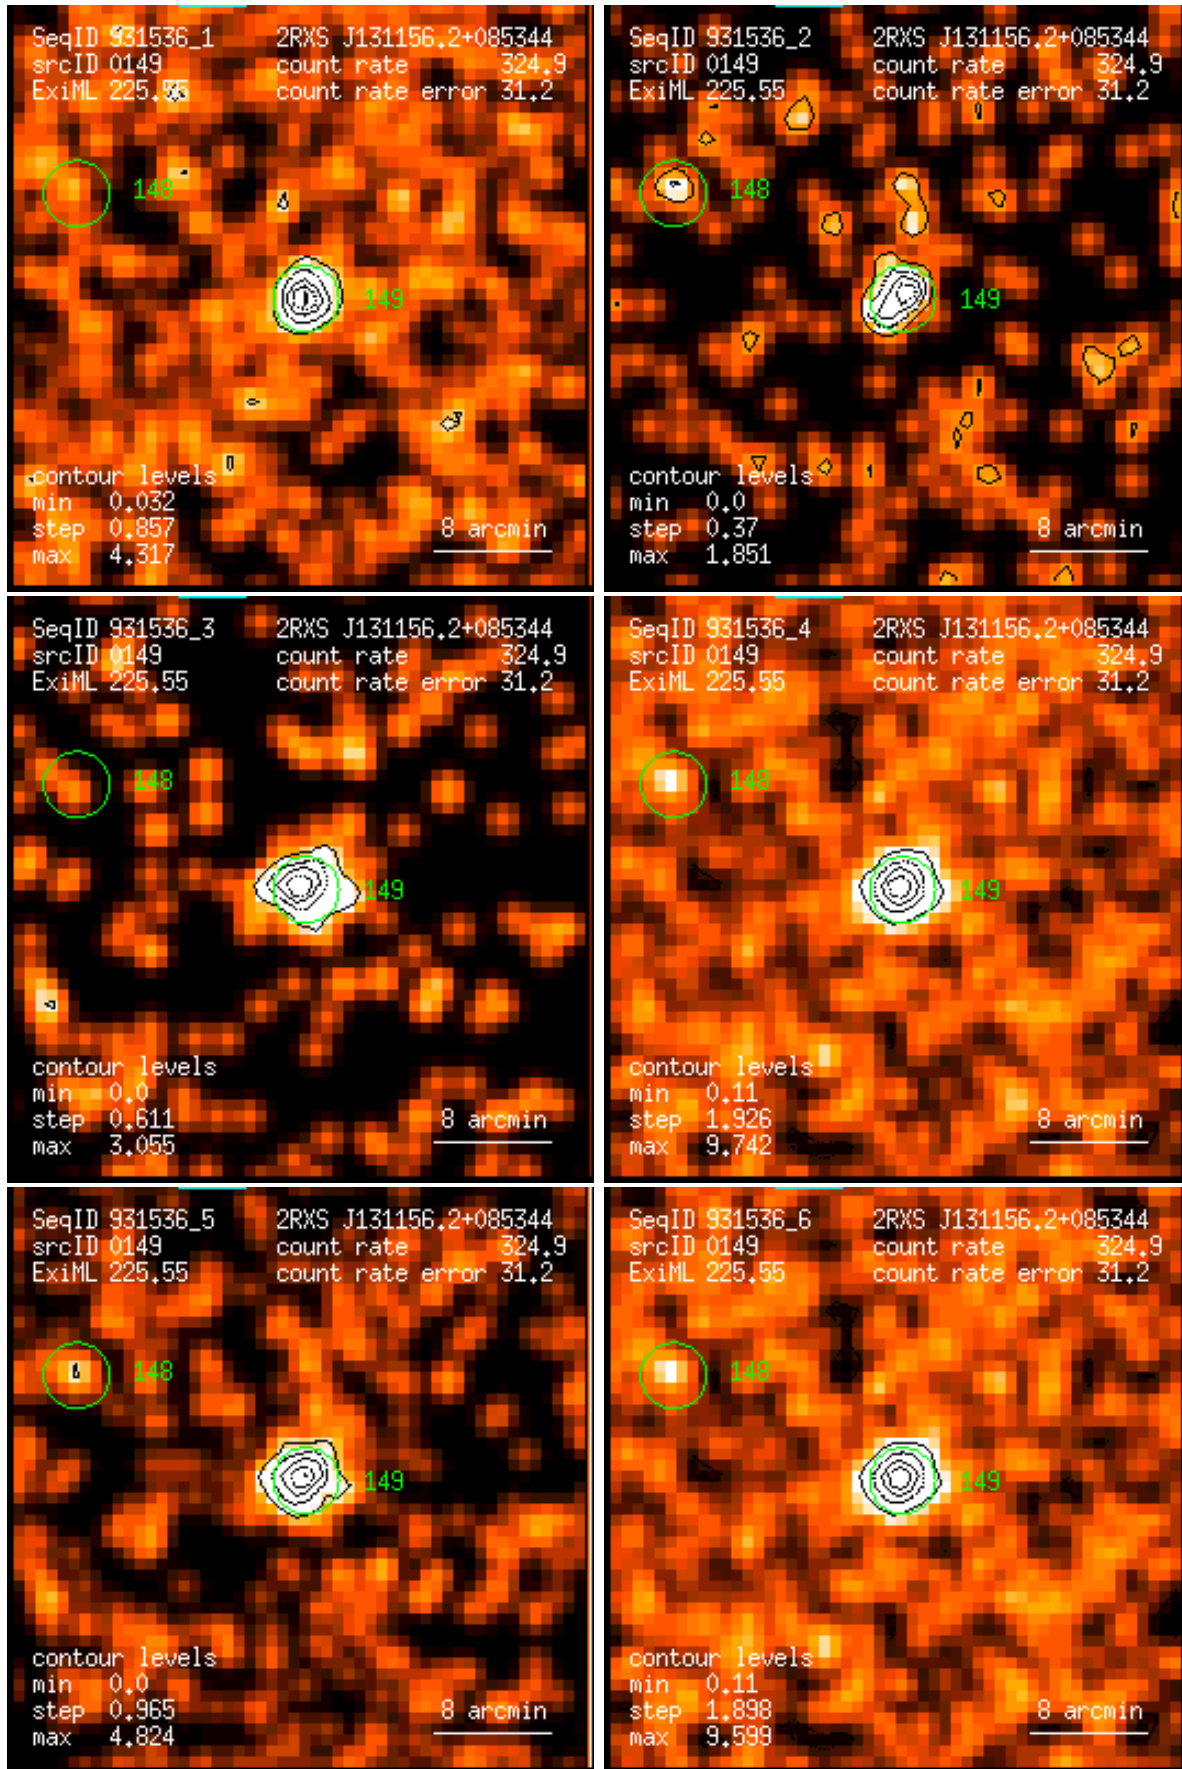 SeqID 931536_1 2RXS J131156.2+085344
srcID 0149 count rate 324.9
ExiML 225.55 count rate error 31.2
148
149
contour levels
min 0.032
step 0.857 8 arcmin
max 4.317
SeqID 931536_2 2RXS J131156.2+085344
srcID 0149 count rate 324.9
ExiML 225.55 count rate error 31.2
148
149
contour levels
min 0.0
step 0.37 8 arcmin
max 1.851
SeqID 931536_3 2RXS J131156.2+085344
srcID 0149 count rate 324.9
ExiML 225.55 count rate error 31.2
148
149
contour levels
min 0.0
step 0.611 8 arcmin
max 3.055
SeqID 931536_4 2RXS J131156.2+085344
srcID 0149 count rate 324.9
ExiML 225.55 count rate error 31.2
148
149
contour levels
min 0.11
step 1.926 8 arcmin
max 9.742
SeqID 931536_5 2RXS J131156.2+085344
srcID 0149 count rate 324.9
ExiML 225.55 count rate error 31.2
148
149
contour levels
min 0.0
step 0.965 8 arcmin
max 4.824
SeqID 931536_6 2RXS J131156.2+085344
srcID 0149 count rate 324.9
ExiML 225.55 count rate error 31.2
148
149
contour levels
min 0.11
step 1.898 8 arcmin
max 9.599